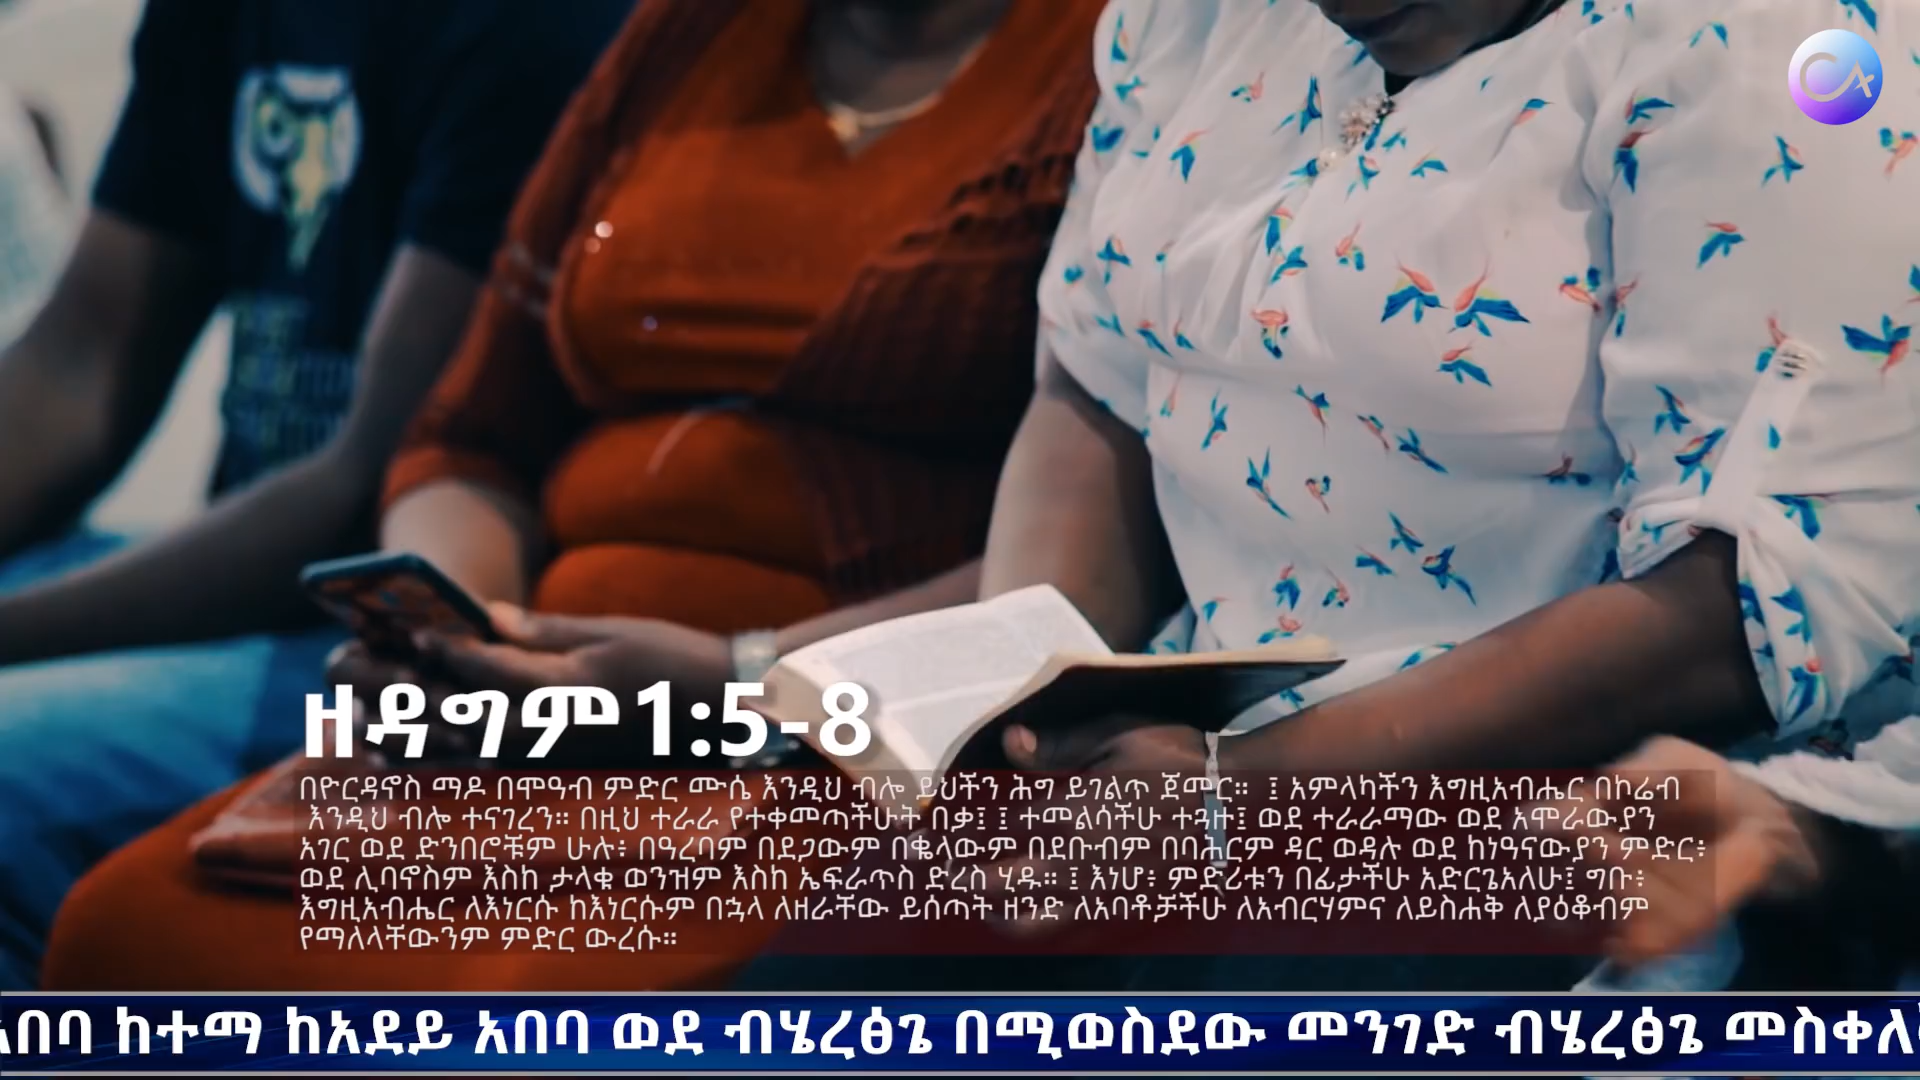 CA
ዘዳግም 1:5-8
በዮርዳኖስ ማዶ በሞዓብ ምድር ሙሴ እንዲህ ብሎ ይህችን ሕግ ይገልጥ ጀመር። ፤ አምላካችን እግዚአብሔር በኮሬብ
እንዲህ ብሎ ተናገረን። በዚህ ተራራ የተቀመጣችሁት በቃ፤ ፤ ተመልሳችሁ ተጓዙ፤ ወደ ተራራማው ወደ አሞራውያን
አገር ወደ ድንበሮቹም ሁሉ፥ በዓረባም በደጋውም በቈላውም በደቡብም በባሕርም ዳር ወዳሉ ወደ ከነዓናውያን ምድር፥
ወደ ሊባኖስም እስከ ታላቁ ወንዝም እስከ ኤፍራጥስ ድረስ ሂዱ። ፤ እነሆ፥ ምድሪቱን በፊታችሁ አድርጌአለሁ፤ ግቡ፥
እግዚአብሔር ለእነርሱ ከእነርሱም በኋላ ለዘራቸው ይሰጣት ዘንድ ለአባቶቻችሁ ለአብርሃምና ለይስሐቅ ለያዕቆብም
የማለላቸውንም ምድር ውረሱ።
አበባ ከተማ ከአደይ አበባ ወደ ብሄረፅጌ በሚወስደው መንገድ ብሄረፅጌ መስቀለ